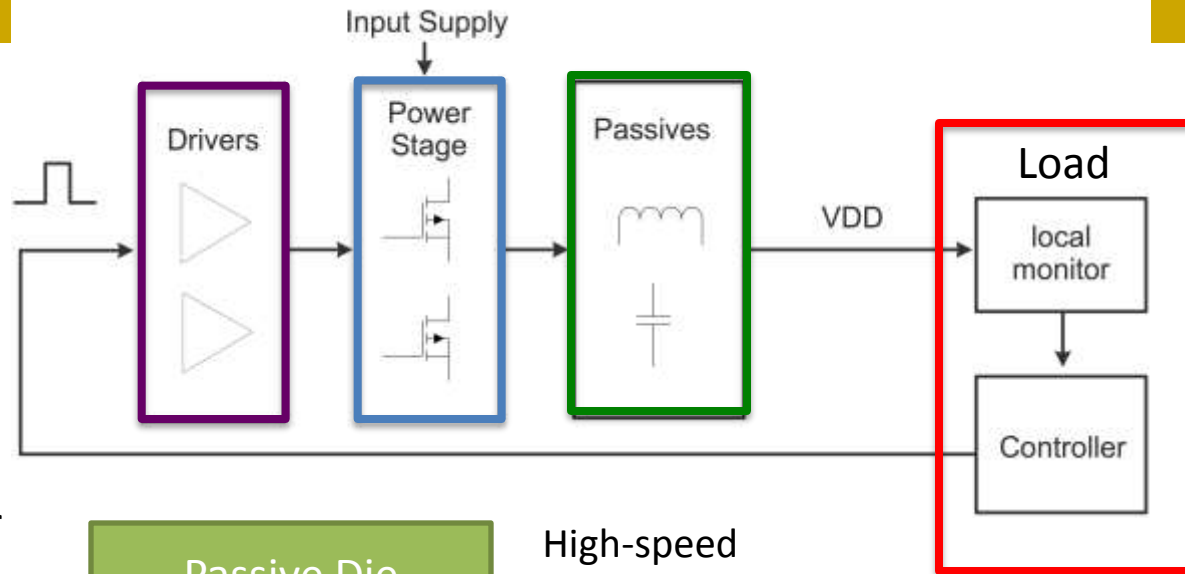 Input Supply
Drivers
Power
Stage
Passives
Load
VDD
local
monitor
Controller
High-speed
Passive Die